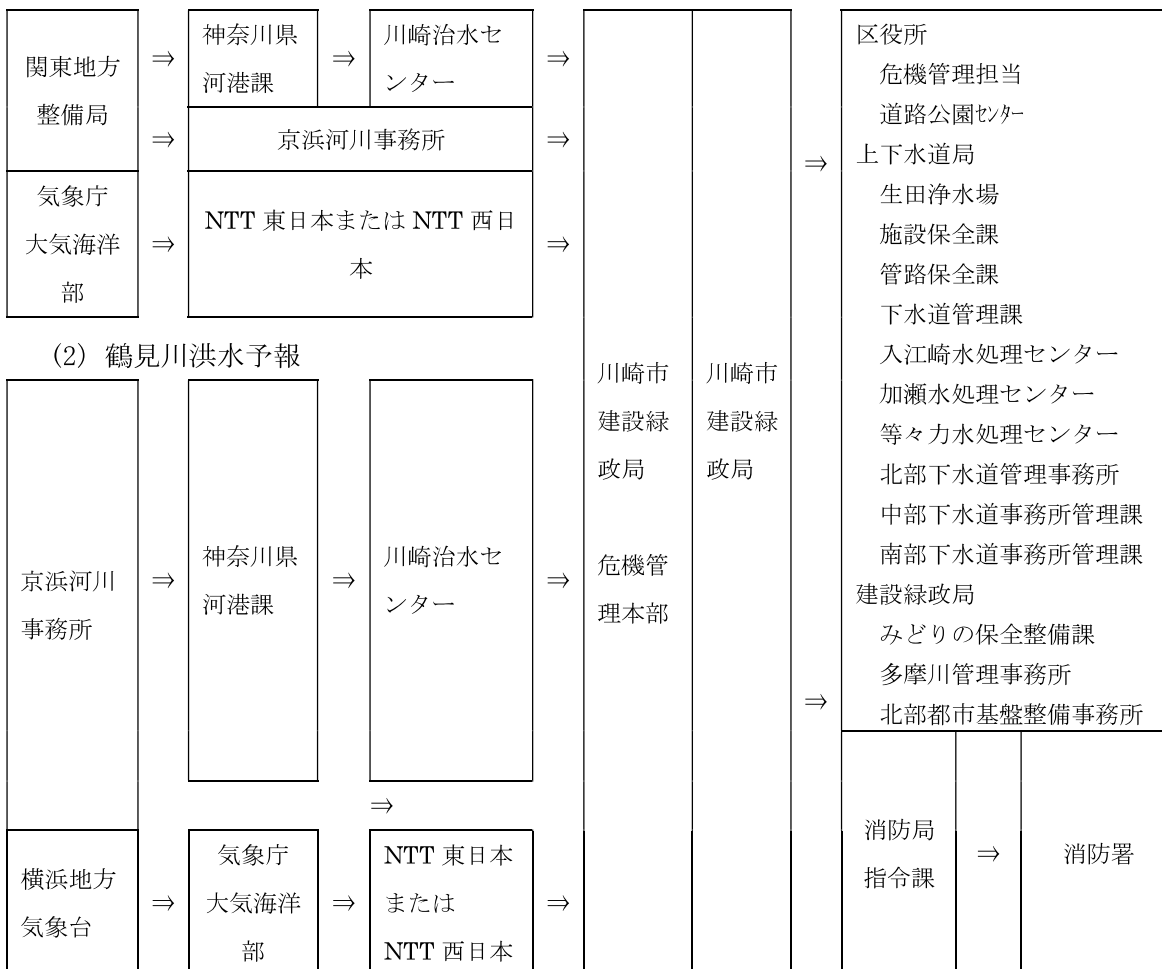 関東地方
整備局
⇒
神奈川県
河港課
⇒
川崎治水セ
ンター
⇒
⇒
京浜河川事務所
⇒
気象庁
大気海洋
部
⇒
NTT 東日本または NTT 西日
本
⇒
(2) 鶴見川洪水予報
京浜河川
事務所
⇒
神奈川県
河港課
⇒
川崎治水セ
ンター
⇒
⇒
横浜地方
気象台
⇒
気象庁
大気海洋
部
⇒
NTT 東日本
または
NTT 西日本
⇒
川崎市
建設緑
政局
危機管
理本部
川崎市
建設緑
政局
⇒
⇒
区役所
危機管理担当
道路公園ｾﾝﾀｰ
上下水道局
生田浄水場
施設保全課
管路保全課
下水道管理課
入江崎水処理センター
加瀬水処理センター
等々力水処理センター
北部下水道管理事務所
中部下水道事務所管理課
南部下水道事務所管理課
建設緑政局
みどりの保全整備課
多摩川管理事務所
北部都市基盤整備事務所
消防局
指令課
⇒
消防署